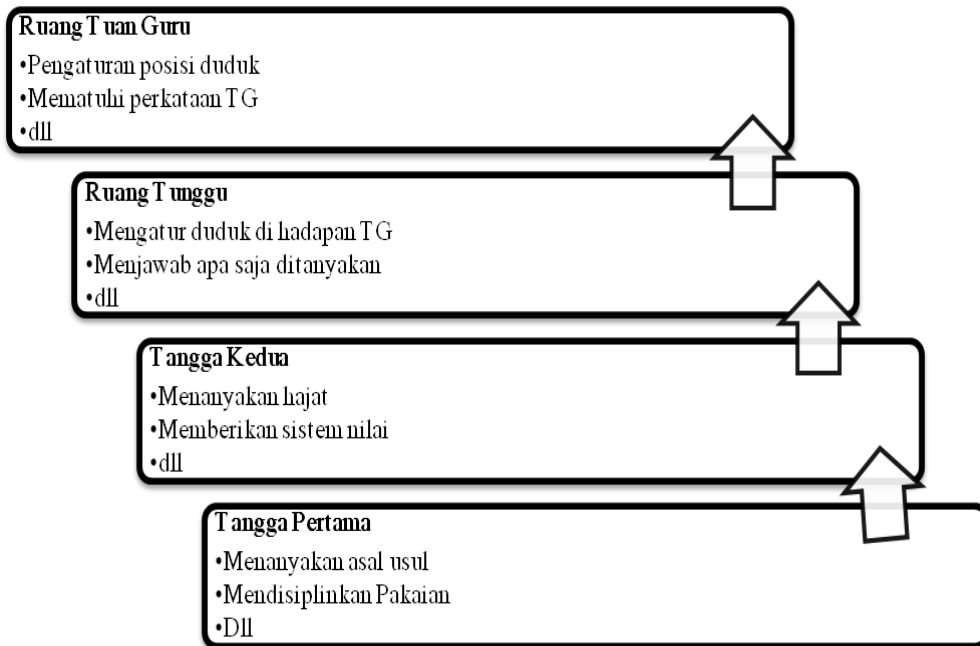 Ruang Tuan Guru
•Pengaturan posisi duduk
•Mematuhi perkataan TG
•dll
Ruang Tunggu
•Mengatur duduk di hadapan TG
•Menjawab apa saja ditanyakan
•dll
Tangga Kedua
•Menanyakan hajat
•Memberikan sistem nilai
•dll
Tangga Pertama
•Menanyakan asal usul
•Mendisiplinkan Pakaian
•Dll